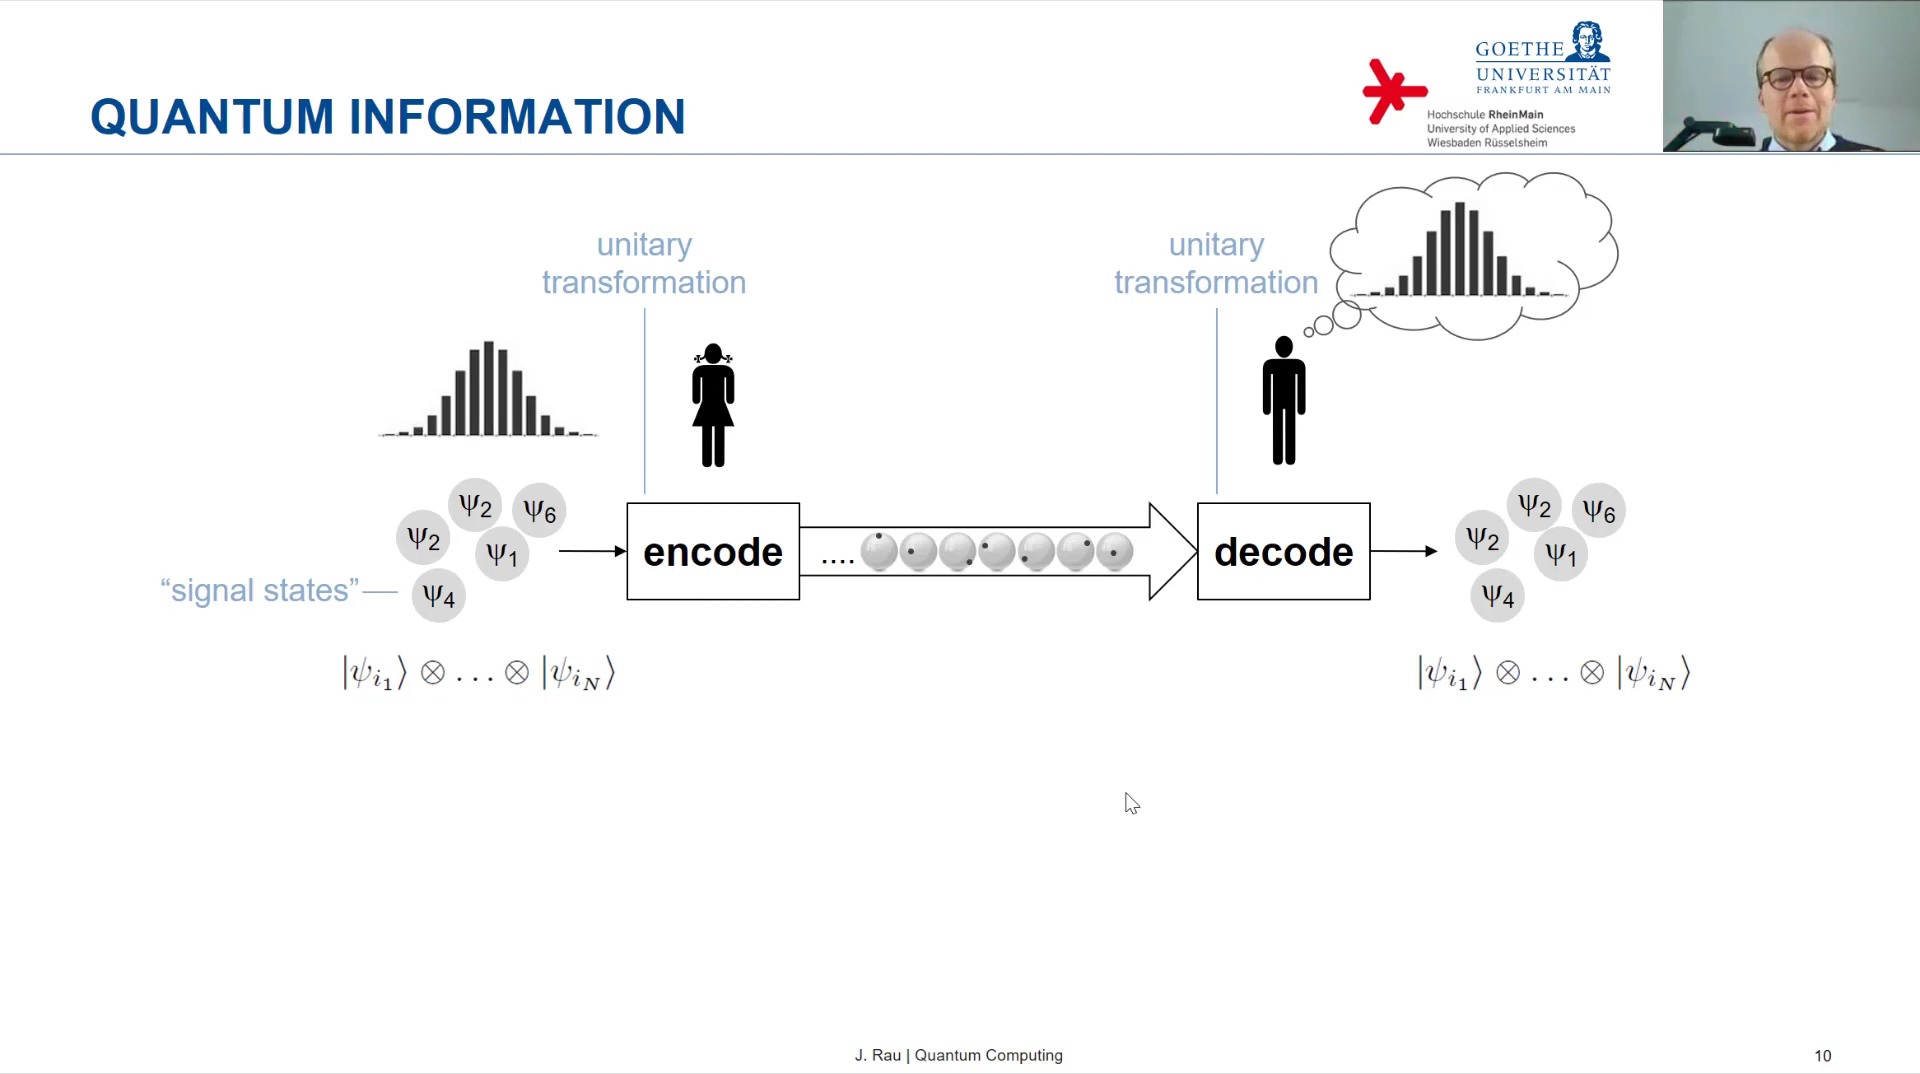 GOETHE
UNIVERSITÄT
FRANKFURT AM MAIN
QUANTUM INFORMATION
Hochschule RheinMain
University of Applied Sciences
Wiesbaden Rüsselsheim
unitary
transformation
unitary
transformation
ψ2 ψ6
ψ2
ψ1
ψ4
“signal states”
encode
....
decode
ψ2 ψ6
ψ2
ψ1
ψ4
|ψi1⟩ ⊗ . . . ⊗ |ψiN⟩
|ψi1⟩ ⊗ . . . ⊗ |ψiN⟩
J. Rau | Quantum Computing
10